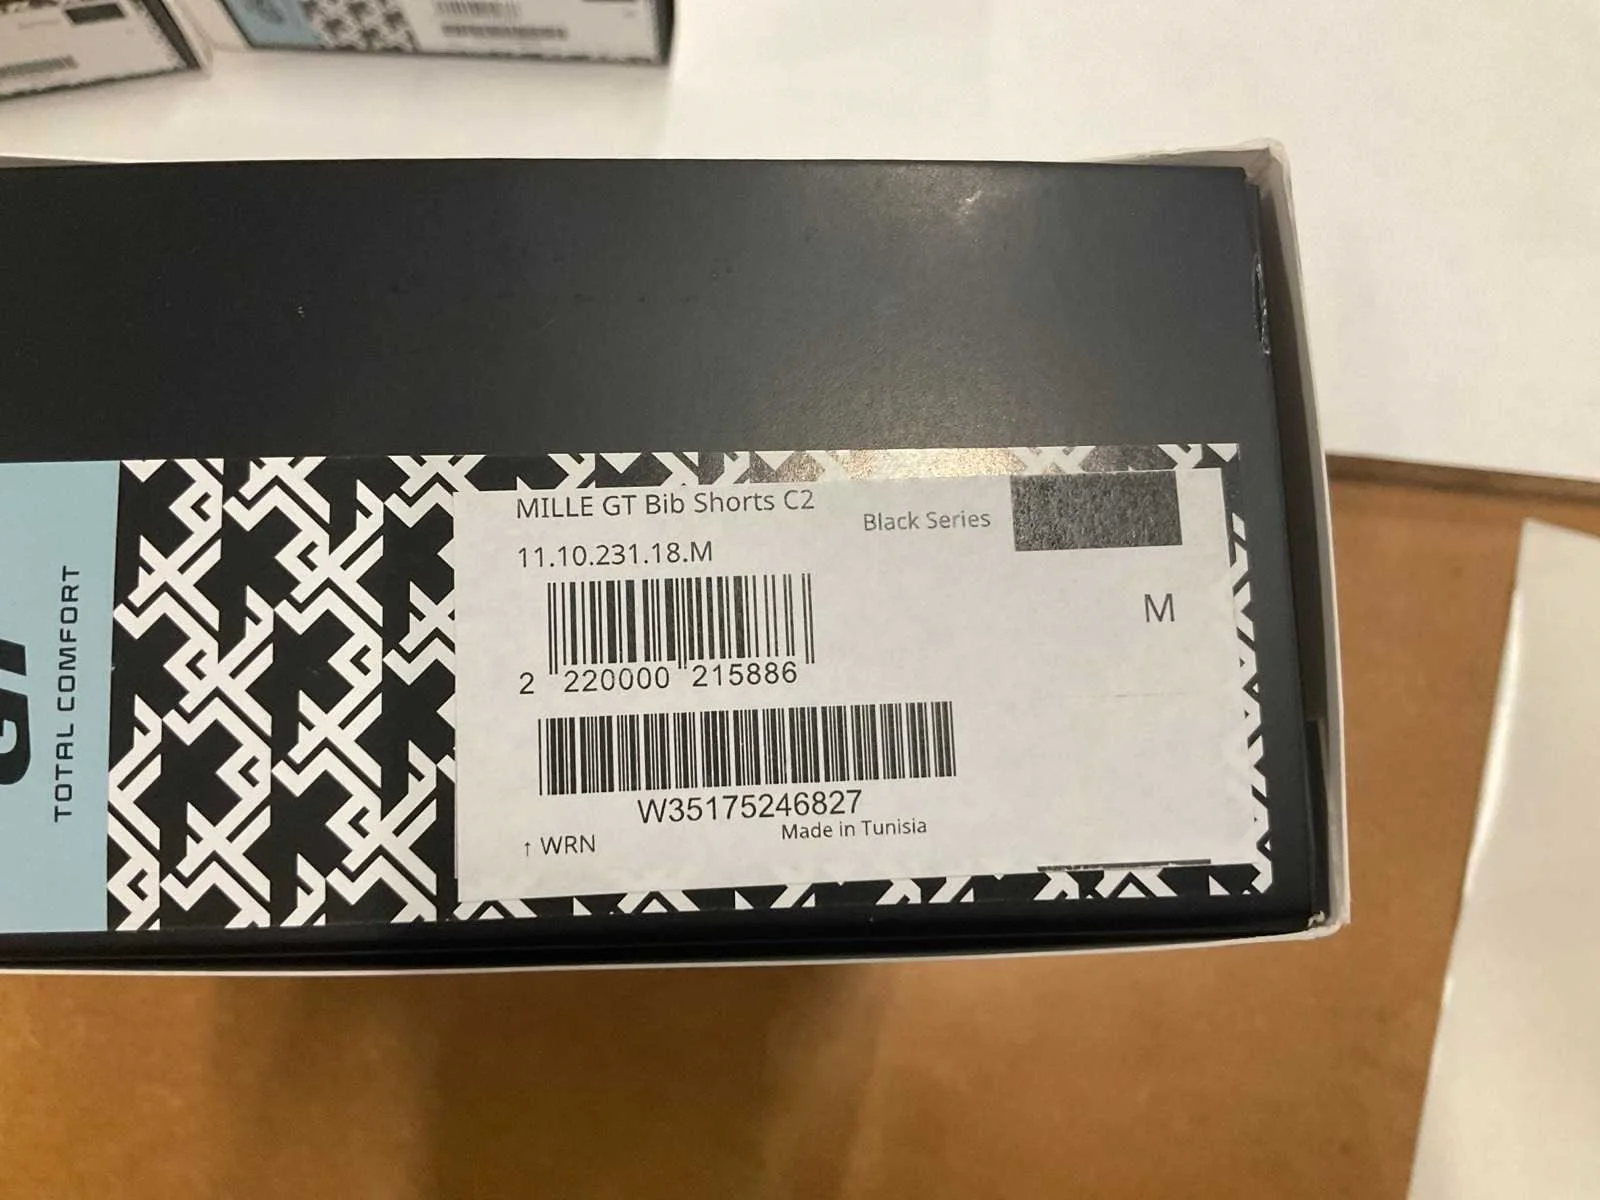 MILLE GT Bib Shorts C2
Black Series
11.10.231.18.M
M
2 220000 215886
W35175246827
Made in Tunisia
↑ WRN
GT
TOTAL COMFORT